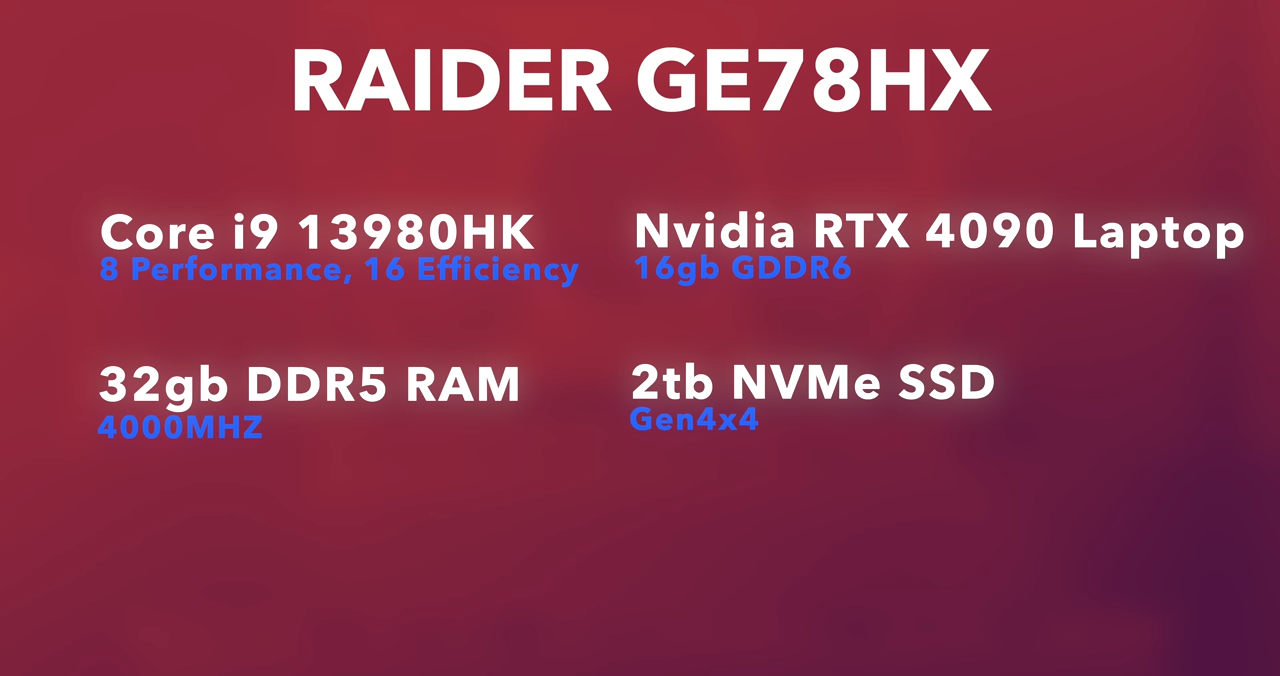 RAIDER GE78HX
Core i9 13980HK
8 Performance, 16 Efficiency
Nvidia RTX 4090 Laptop
16gb GDDR6
32gb DDR5 RAM
4000MHZ
2tb NVMe SSD
Gen4x4